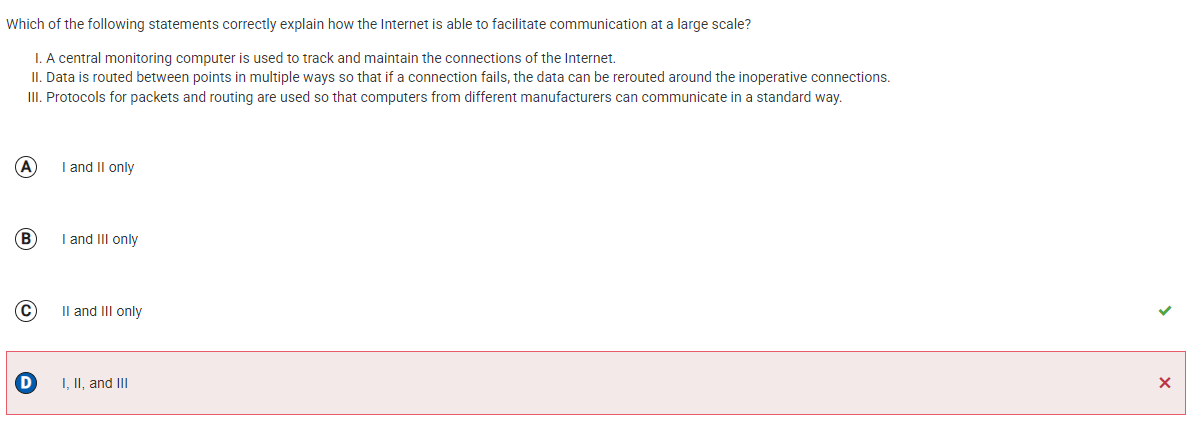 Which of the following statements correctly explain how the Internet is able to facilitate communication at a large scale?
I. A central monitoring computer is used to track and maintain the connections of the Internet.
II. Data is routed between points in multiple ways so that if a connection fails, the data can be rerouted around the inoperative connections.
III. Protocols for packets and routing are used so that computers from different manufacturers can communicate in a standard way.
A I and II only
B I and III only
C II and III only
D I, II, and III